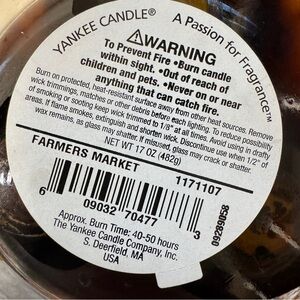 YANKEE CANDLE®
A Passion for Fragrance™
⚠WARNING
To Prevent Fire •Burn candle
within sight. •Out of reach of
children and pets. •Never on or near
anything that can catch fire.
Burn on protected, heat-resistant surface away from other heat sources. Remove
wick trimmings, matches or other debris before each lighting. To reduce possibility
of smoking or sooting keep wick trimmed to 1/8" at all times. Avoid using in drafty
areas. If flame smokes, extinguish and shorten wick. Discontinue use when 1/2" of
wax remains, as glass may shatter. If misused, glass may crack or shatter.
NET WT 17 OZ (482g)
FARMERS MARKET
1171107
6 09032 70477 3
09289058
Approx. Burn Time: 40-50 hours
The Yankee Candle Company, Inc.
S. Deerfield, MA
USA